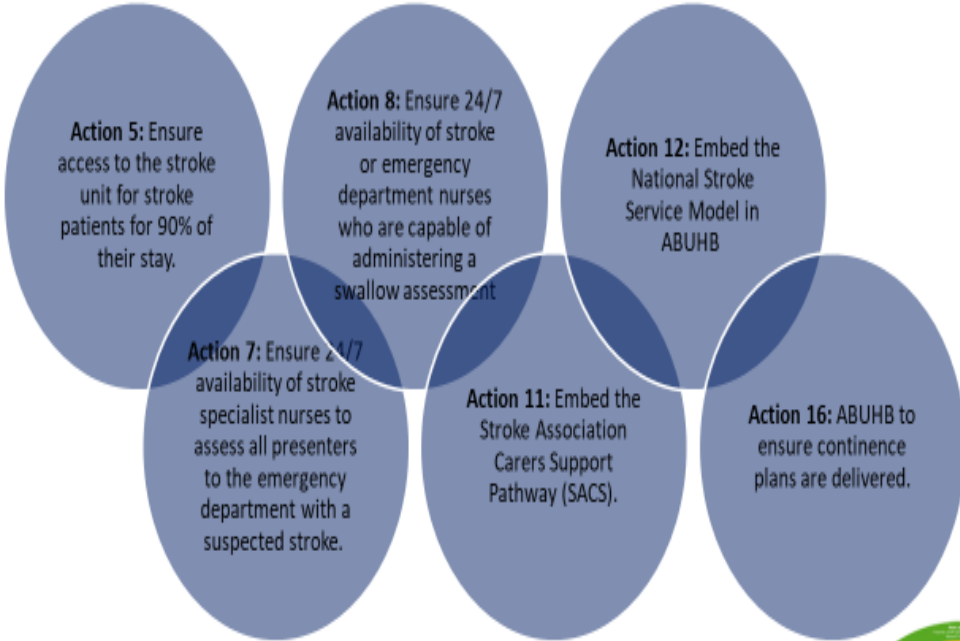 Action 5: Ensure
access to the stroke
unit for stroke
patients for 90% of
their stay.
Action 8: Ensure 24/7
availability of stroke
or emergency
department nurses
who are capable of
administering a
swallow assessment
Action 12: Embed the
National Stroke
Service Model in
ABUHB
Action 7: Ensure 24/7
availability of stroke
specialist nurses to
assess all presenters
to the emergency
department with a
suspected stroke.
Action 11: Embed the
Stroke Association
Carers Support
Pathway (SACS).
Action 16: ABUHB to
ensure continence
plans are delivered.